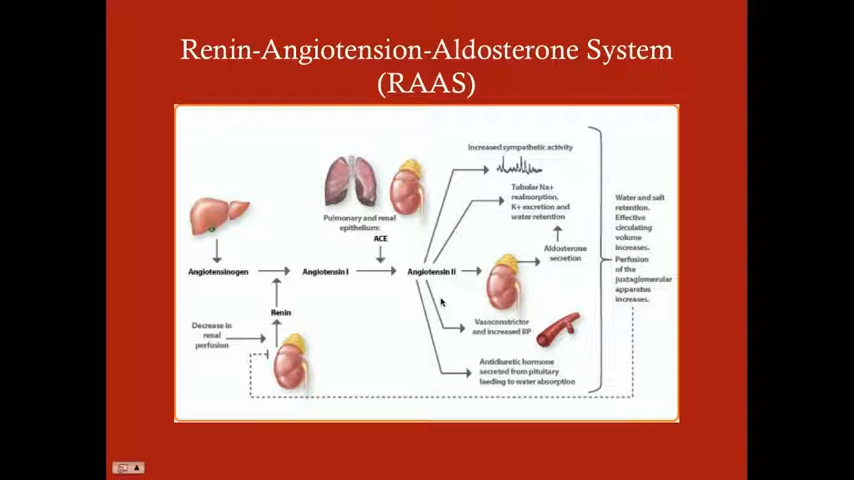 Renin-Angiotension-Aldosterone System
(RAAS)
Increased sympathetic activity
Tubular Na+
reabsorption,
K+ excretion and
water retention
Pulmonary and renal
epithelium:
ACE
Water and salt
retention.
Effective
circulating
volume
increases.
Perfusion
of the
juxtaglomerular
apparatus
increases.
Aldosterone
secretion
Angiotensinogen
Angiotensin I
Angiotensin II
Renin
Decrease in
renal
perfusion
Vasoconstrictor
and increased BP
Antidiuretic hormone
secreted from pituitary
laeding to water absorption